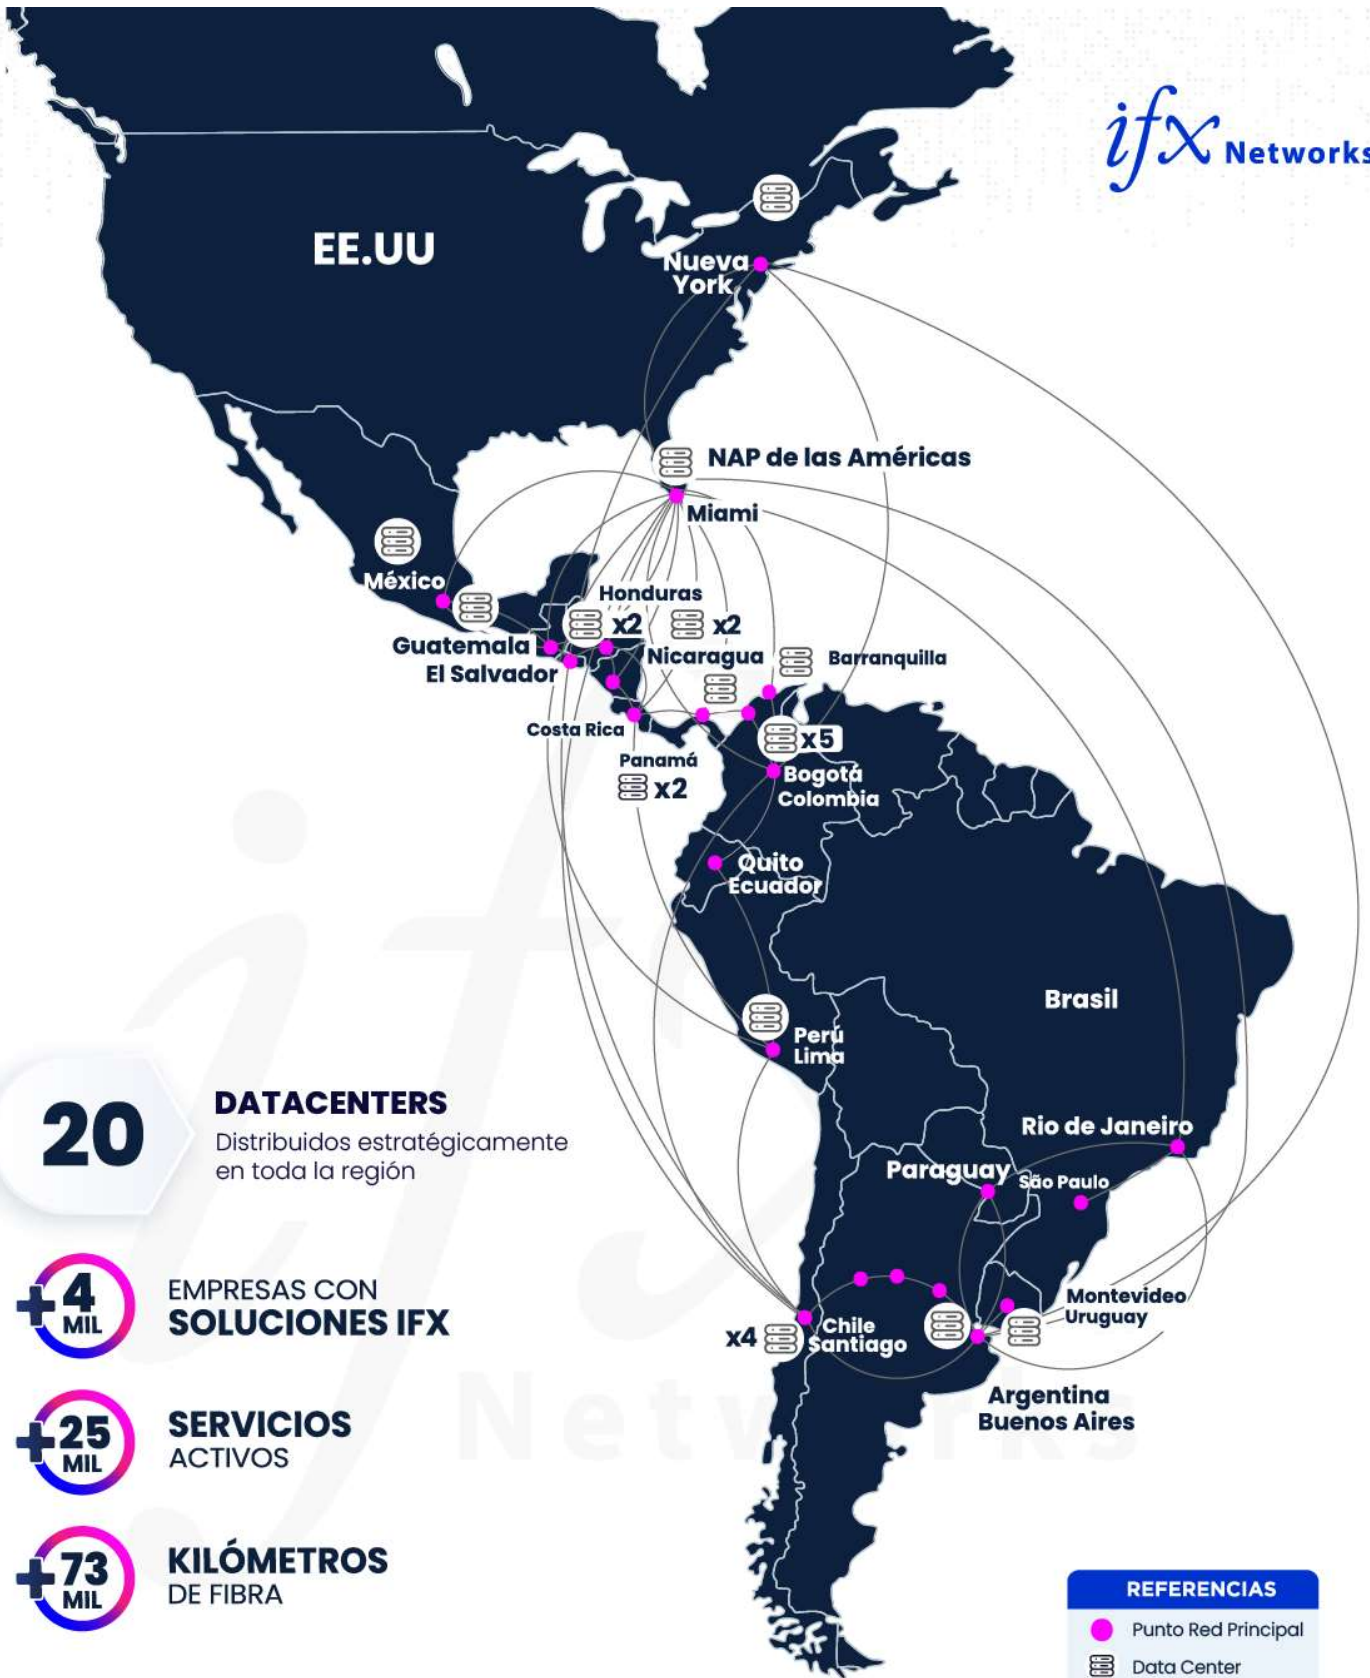 ifx Networks
EE.UU
Nueva
York
NAP de las Américas
Miami
México
Honduras
x2
x2
Guatemala
Nicaragua
Barranquilla
El Salvador
Costa Rica
x5
Panamá
x2
Bogotá
Colombia
Quito
Ecuador
Brasil
Perú
Lima
20
DATACENTERS
Distribuidos estratégicamente
en toda la región
Rio de Janeiro
Paraguay
São Paulo
+4
MIL
EMPRESAS CON
SOLUCIONES IFX
Montevideo
Uruguay
x4
Chile
Santiago
Argentina
Buenos Aires
+25
MIL
SERVICIOS
ACTIVOS
+73
MIL
KILÓMETROS
DE FIBRA
ifx
Networks
REFERENCIAS
Punto Red Principal
Data Center